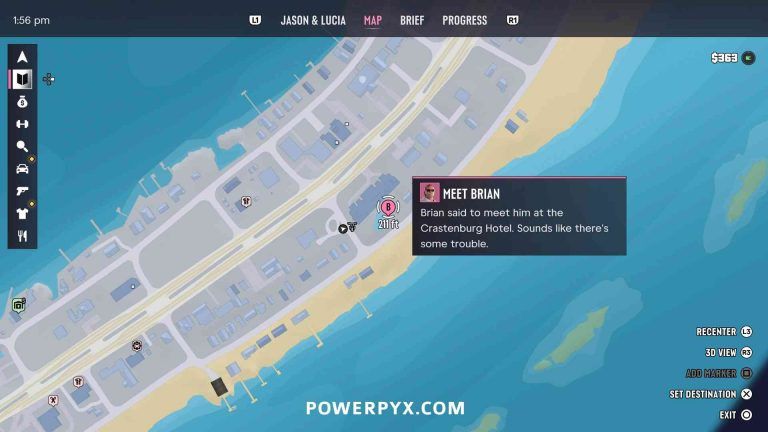 1:56 pm
L1 JASON & LUCIA MAP BRIEF PROGRESS R1
$363
MEET BRIAN
B
211 ft
Brian said to meet him at the
Crastenburg Hotel. Sounds like there's
some trouble.
RECENTER L3
3D VIEW R3
ADD MARKER
SET DESTINATION
EXIT
POWERPYX.COM